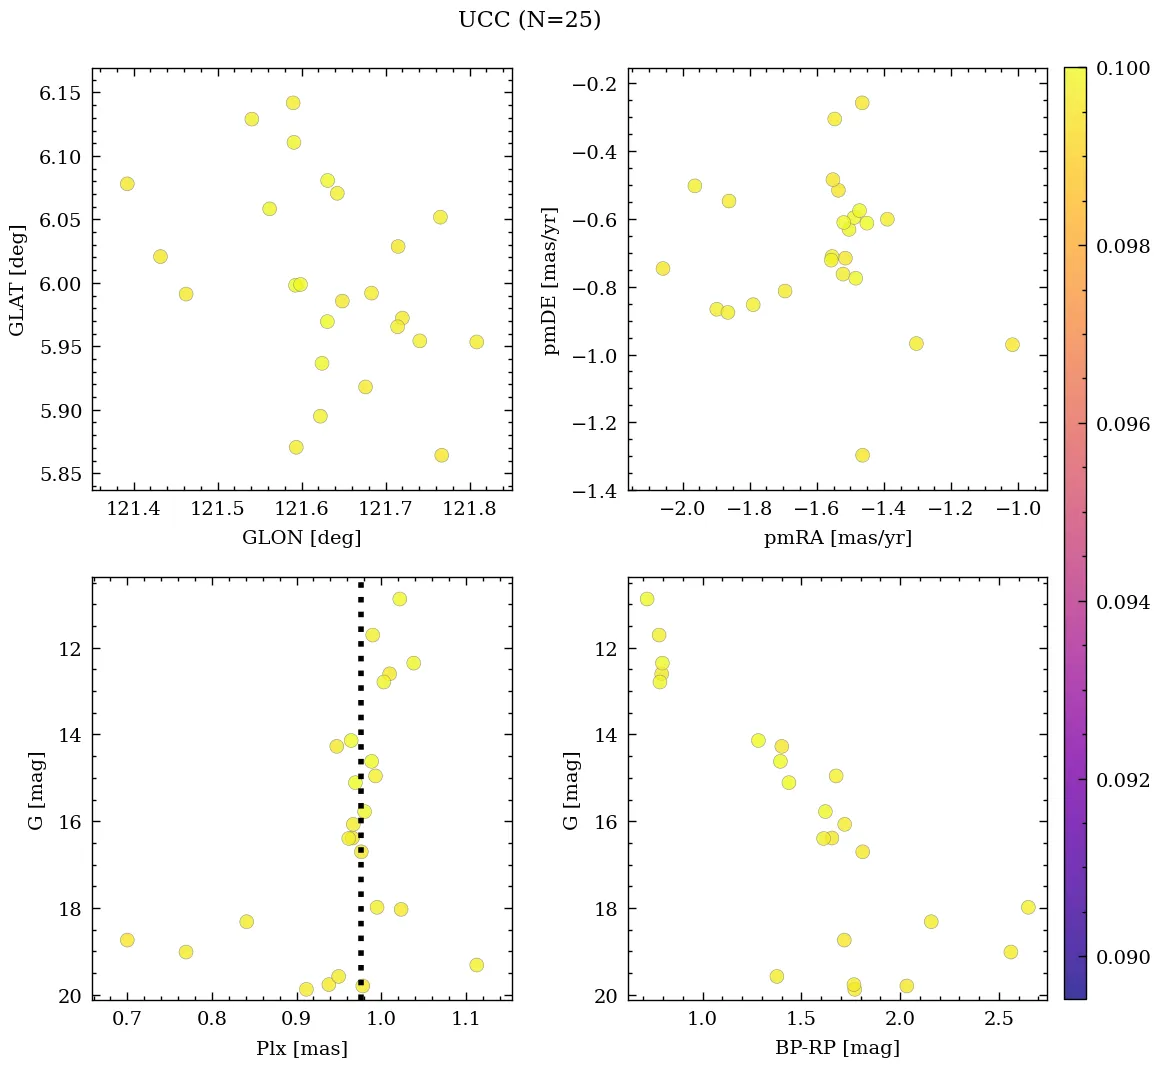 UCC (N=25)
6.15
6.10
6.05
6.00
5.95
5.90
5.85
GLAT [deg]
121.4 121.5 121.6 121.7 121.8
GLON [deg]
−0.2
−0.4
−0.6
−0.8
−1.0
−1.2
−1.4
pmDE [mas/yr]
−2.0 −1.8 −1.6 −1.4 −1.2 −1.0
pmRA [mas/yr]
12
14
16
18
20
G [mag]
0.7 0.8 0.9 1.0 1.1
Plx [mas]
12
14
16
18
20
G [mag]
1.0 1.5 2.0 2.5
BP-RP [mag]
0.100
0.098
0.096
0.094
0.092
0.090